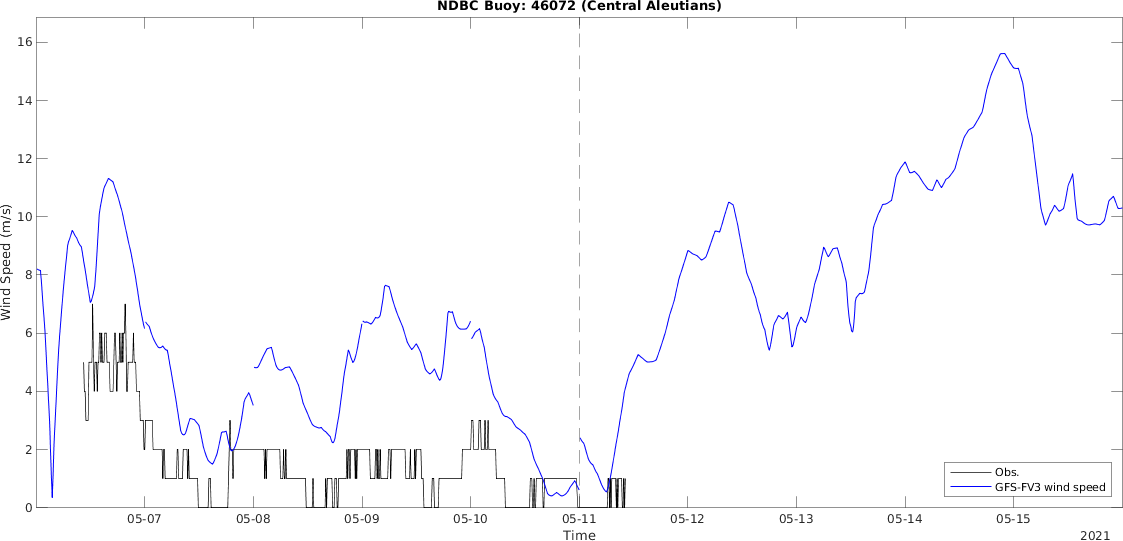 NDBC Buoy: 46072 (Central Aleutians)
16
14
12
10
8
6
4
2
0
Wind Speed (m/s)
05-07 05-08 05-09 05-10 05-11 05-12 05-13 05-14 05-15
Time
2021
Obs.
GFS-FV3 wind speed